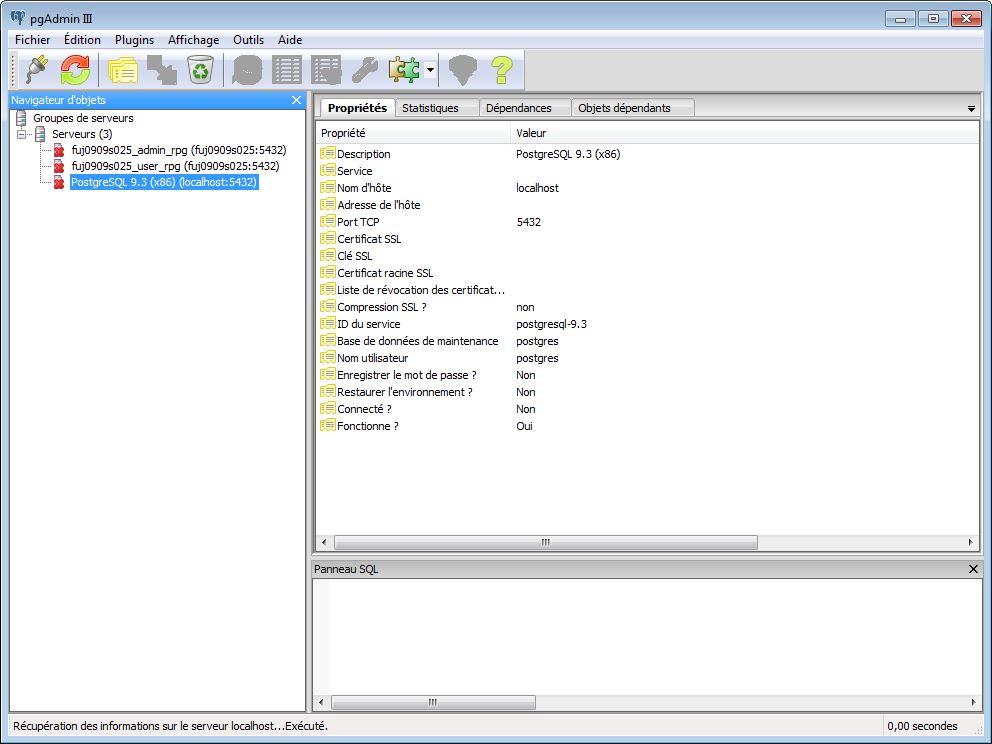 pgAdmin III
Fichier Édition Plugins Affichage Outils Aide
Navigateur d'objets
Groupes de serveurs
Serveurs (3)
fuj0909s025_admin_rpg (fuj0909s025:5432)
fuj0909s025_user_rpg (fuj0909s025:5432)
PostgreSQL 9.3 (x86) (localhost:5432)
Propriétés Statistiques Dépendances Objets dépendants
Propriété Valeur
Description PostgreSQL 9.3 (x86)
Service
Nom d'hôte localhost
Adresse de l'hôte
Port TCP 5432
Certificat SSL
Clé SSL
Certificat racine SSL
Liste de révocation des certificat...
Compression SSL ? non
ID du service postgresql-9.3
Base de données de maintenance postgres
Nom utilisateur postgres
Enregistrer le mot de passe ? Non
Restaurer l'environnement ? Non
Connecté ? Non
Fonctionne ? Oui
Panneau SQL
Récupération des informations sur le serveur localhost...Exécuté. 0,00 secondes